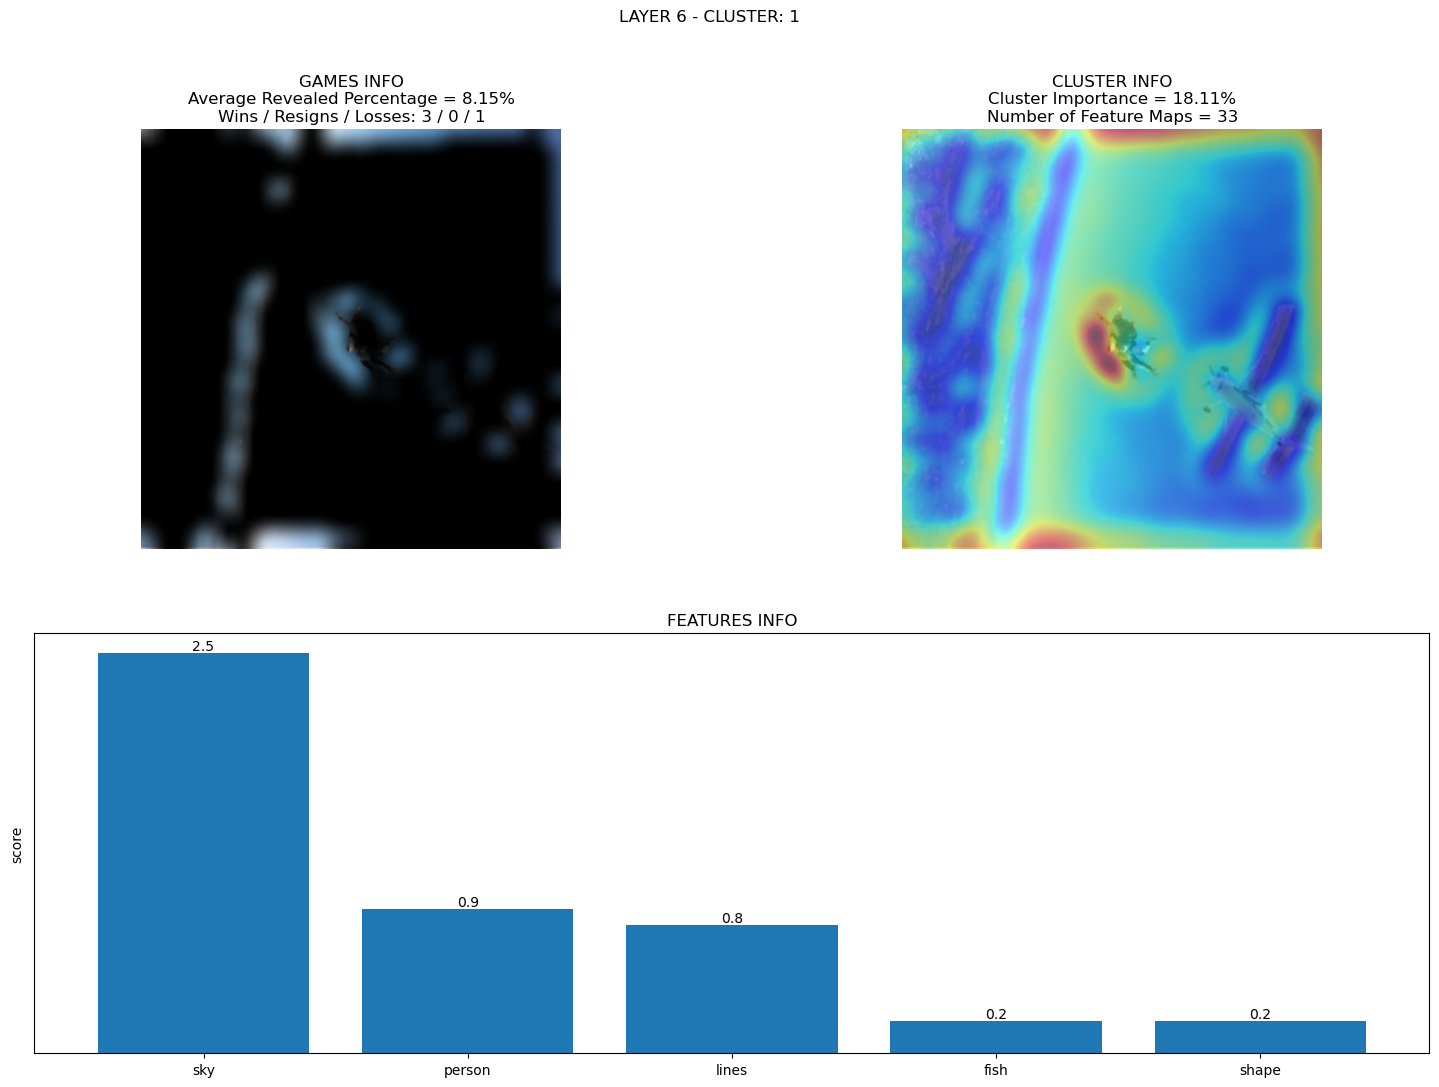 LAYER 6 - CLUSTER: 1
GAMES INFO
Average Revealed Percentage = 8.15%
Wins / Resigns / Losses: 3 / 0 / 1
CLUSTER INFO
Cluster Importance = 18.11%
Number of Feature Maps = 33
FEATURES INFO
score
2.5
0.9
0.8
0.2
0.2
sky
person
lines
fish
shape